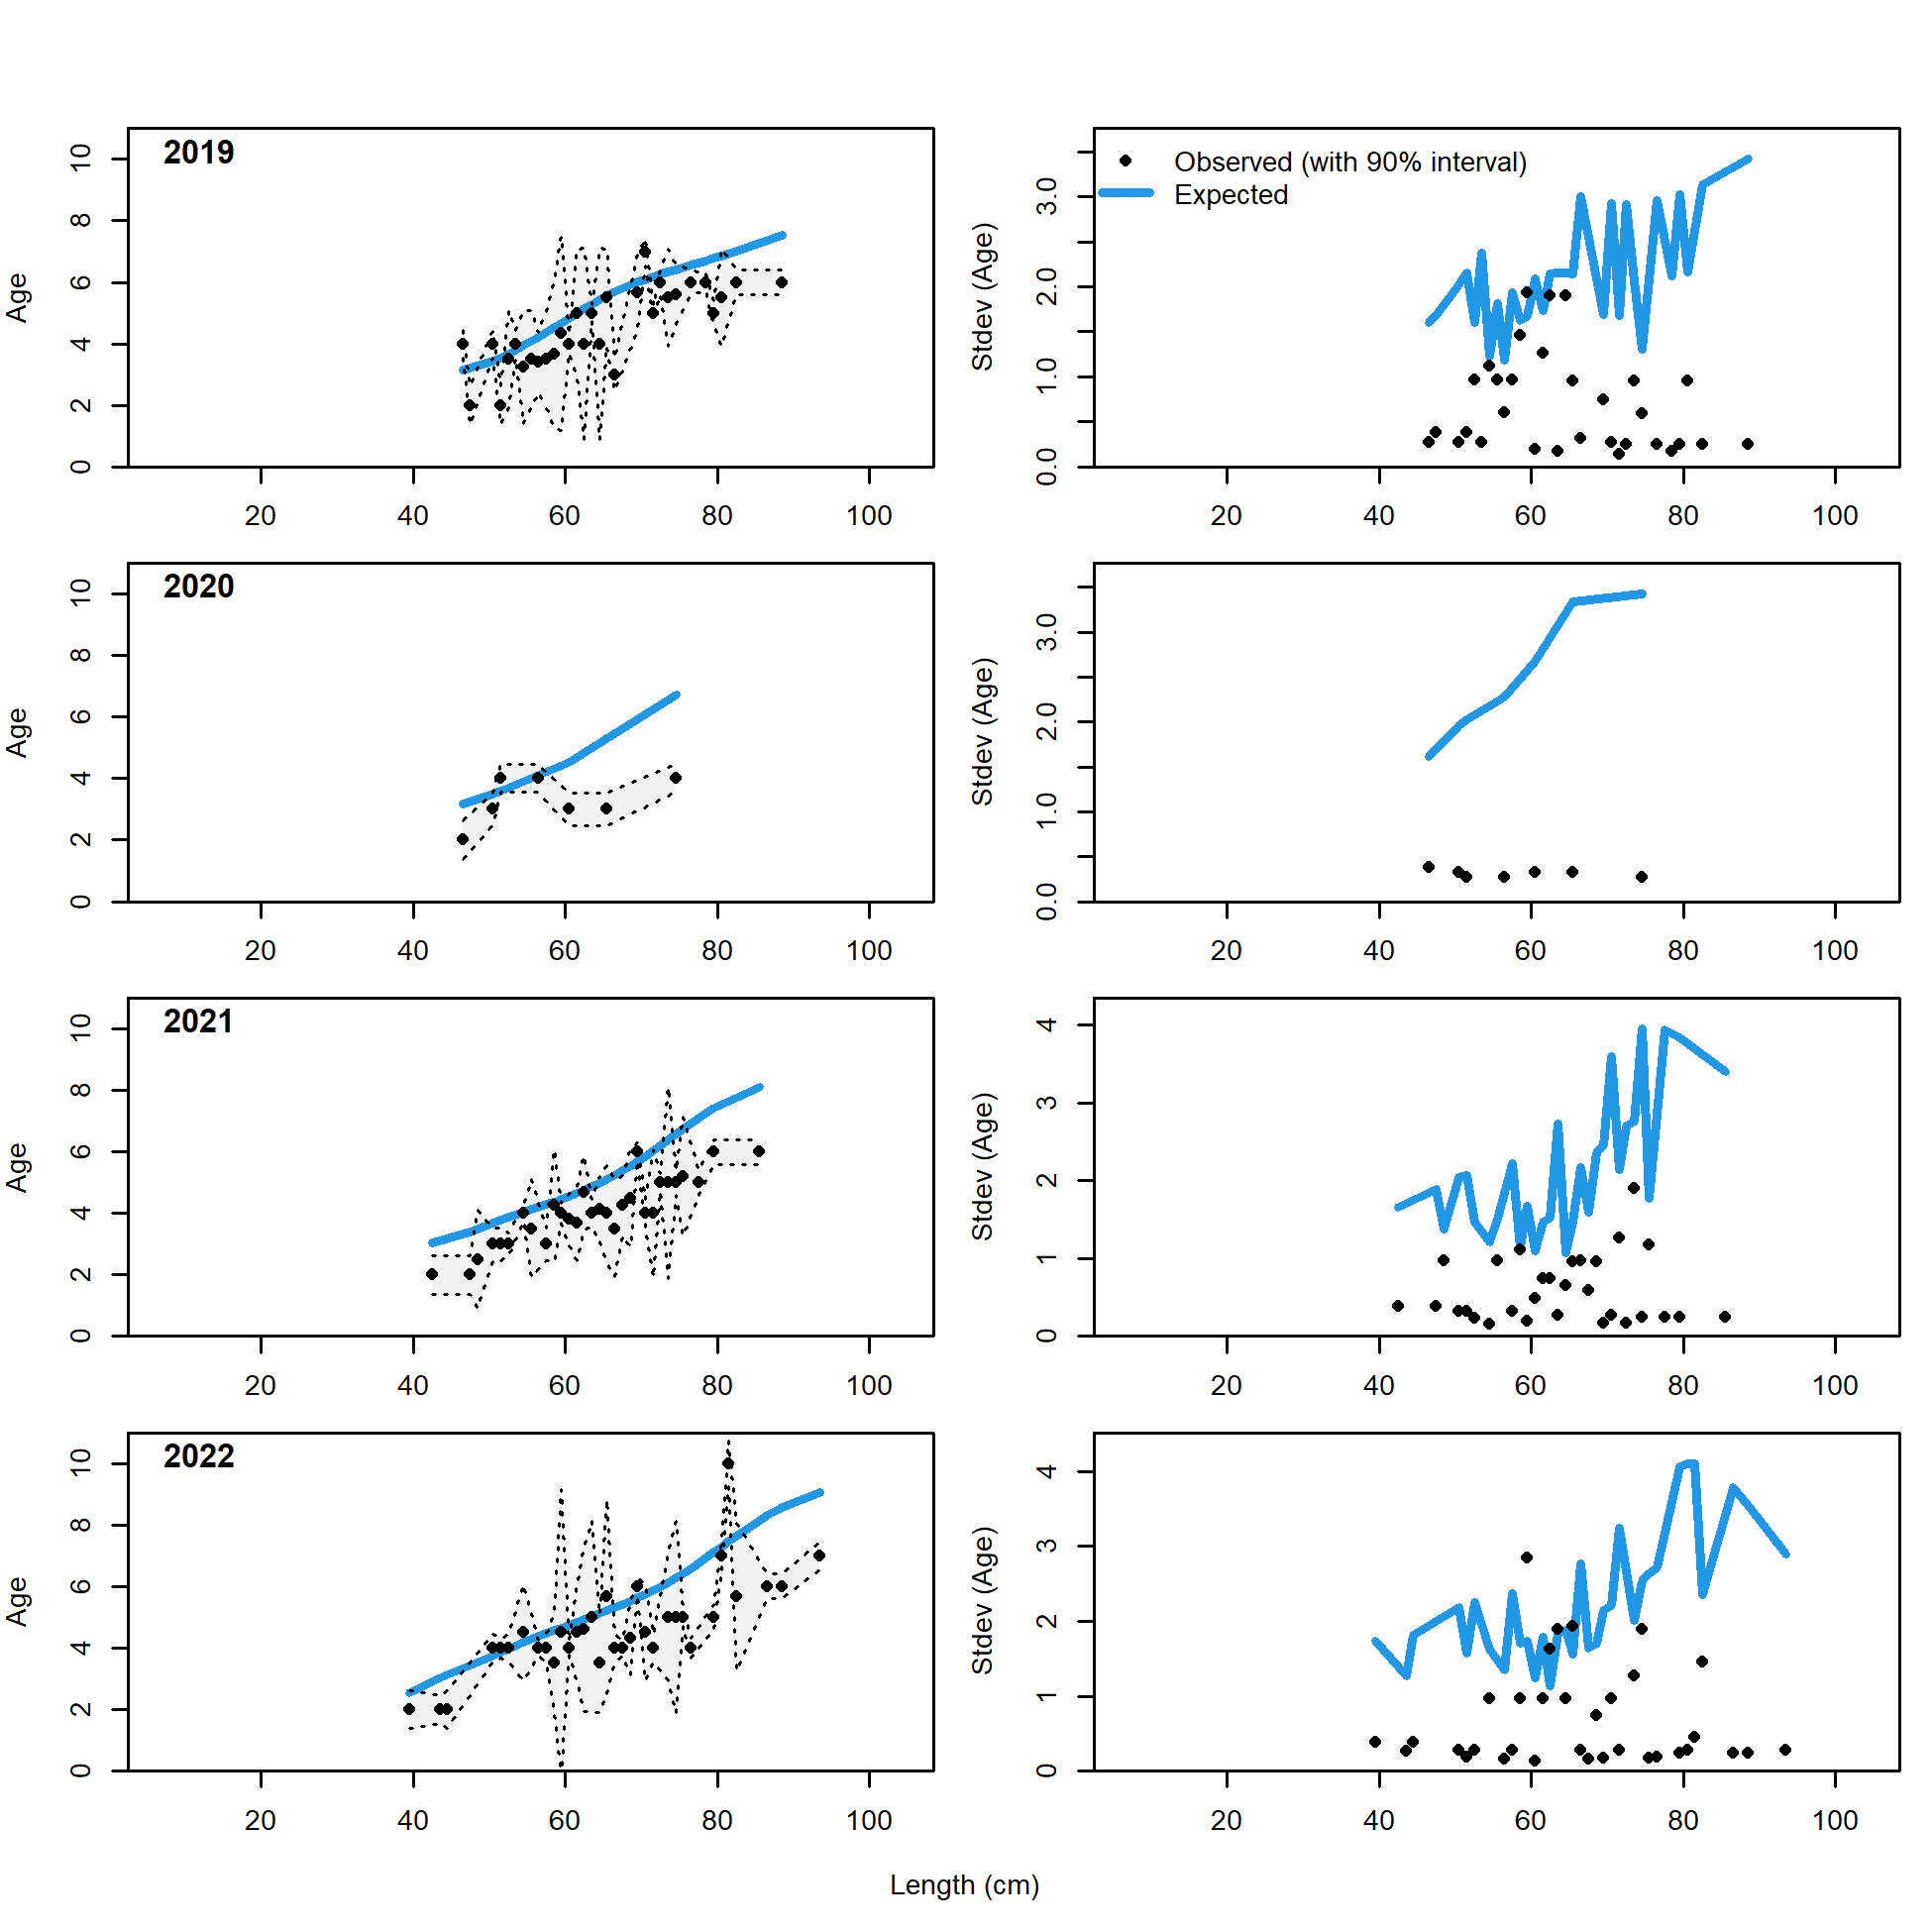 2019
Age
0 2 4 6 8 10
20 40 60 80 100
Observed (with 90% interval)
Expected
Stdev (Age)
0.0 1.0 2.0 3.0
20 40 60 80 100
2020
Age
0 2 4 6 8 10
20 40 60 80 100
Stdev (Age)
0.0 1.0 2.0 3.0
20 40 60 80 100
2021
Age
0 2 4 6 8 10
20 40 60 80 100
Stdev (Age)
0 1 2 3 4
20 40 60 80 100
2022
Age
0 2 4 6 8 10
20 40 60 80 100
Stdev (Age)
0 1 2 3 4
20 40 60 80 100
Length (cm)